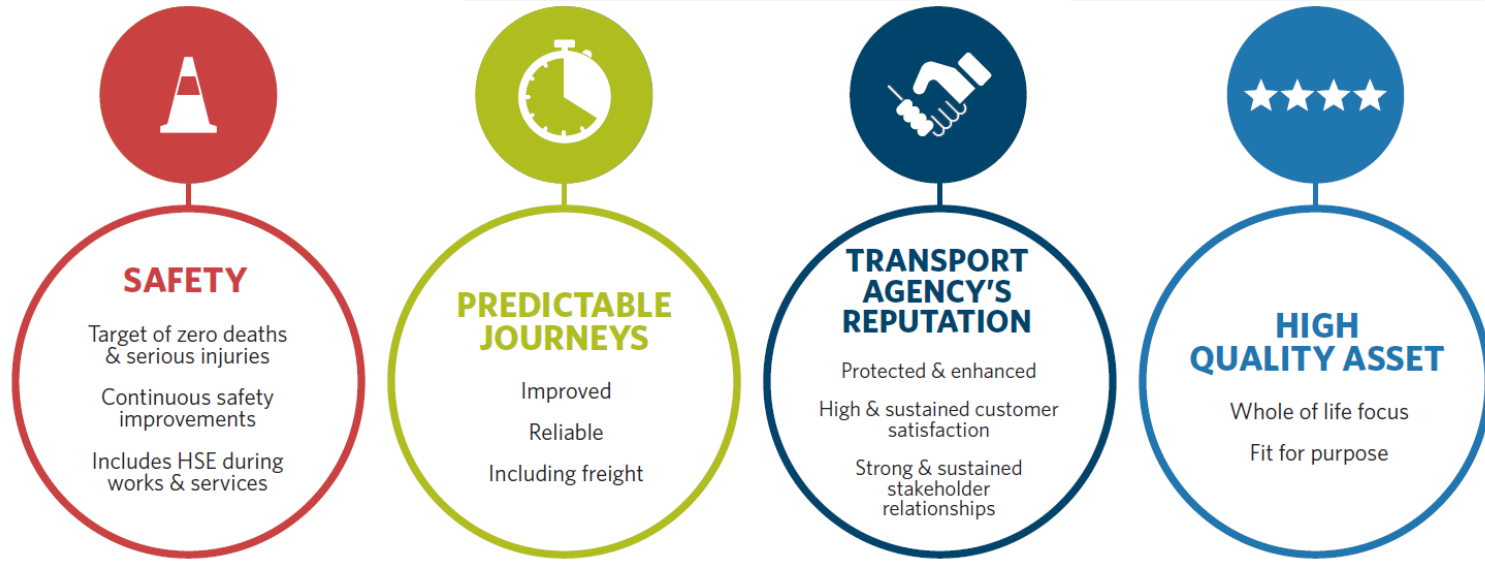 SAFETY
Target of zero deaths
& serious injuries
Continuous safety
improvements
Includes HSE during
works & services
PREDICTABLE
JOURNEYS
Improved
Reliable
Including freight
TRANSPORT
AGENCY’S
REPUTATION
Protected & enhanced
High & sustained customer
satisfaction
Strong & sustained
stakeholder
relationships
HIGH
QUALITY ASSET
Whole of life focus
Fit for purpose